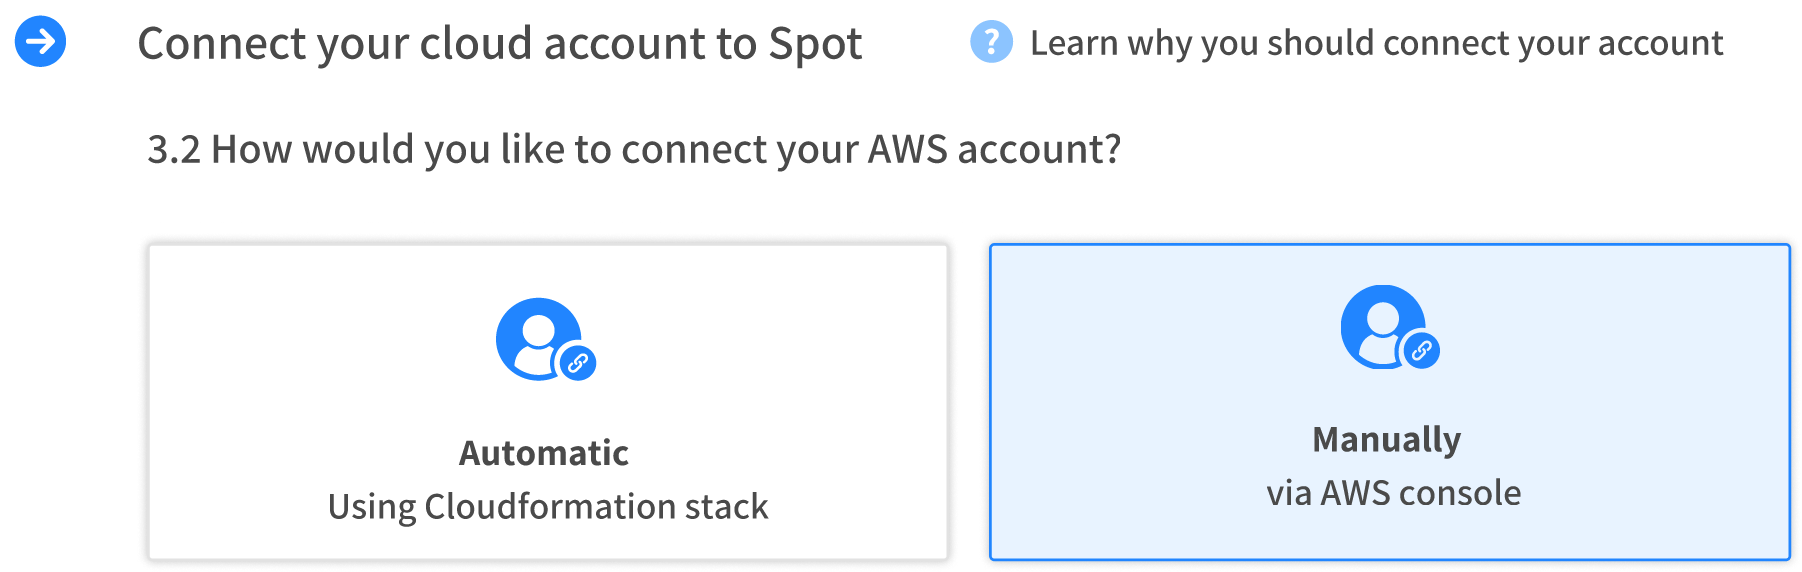 Connect your cloud account to Spot
? Learn why you should connect your account
3.2 How would you like to connect your AWS account?
Automatic
Using Cloudformation stack
Manually
via AWS console